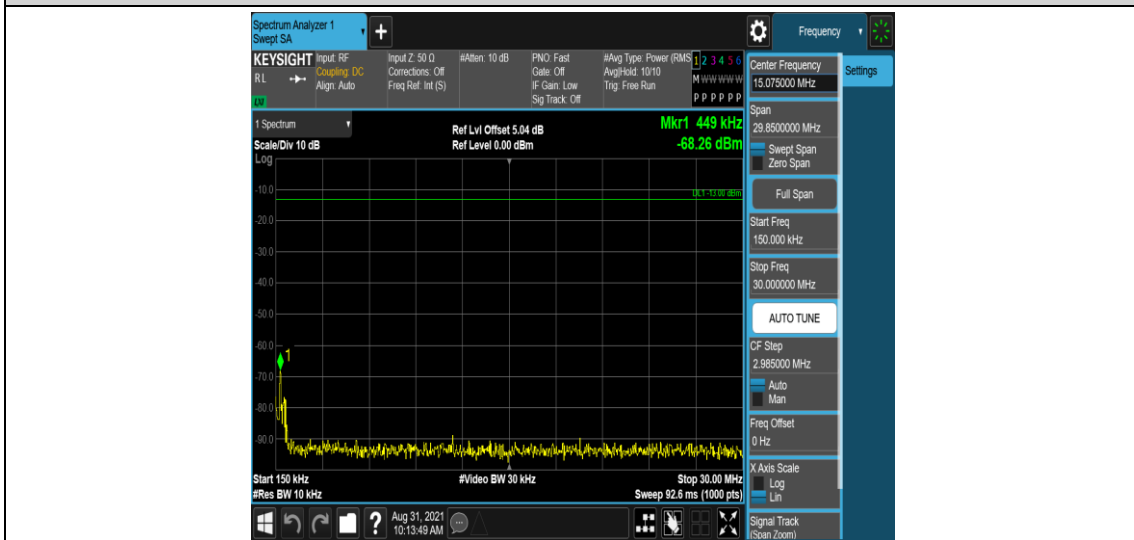 Spectrum Analyzer 1
Swept SA
+
Frequency
KEYSIGHT
RL
Input: RF
Coupling: DC
Align: Auto
Input Z: 50 Ω
Corrections: Off
Freq Ref: Int (S)
#Atten: 10 dB
PNO: Fast
Gate: Off
IF Gain: Low
Sig Track: Off
#Avg Type: Power (RMS
Avg|Hold: 10/10
Trig: Free Run
1 2 3 4 5 6
M W W W W W
P P P P P P
1 Spectrum
Scale/Div 10 dB
Log
Ref Lvl Offset 5.04 dB
Ref Level 0.00 dBm
Mkr1 449 kHz
-68.26 dBm
DL1 -13.00 dBm
-10.0
-20.0
-30.0
-40.0
-50.0
-60.0
1
-70.0
-80.0
-90.0
Start 150 kHz
#Res BW 10 kHz
#Video BW 30 kHz
Stop 30.00 MHz
Sweep 92.6 ms (1000 pts)
?
Aug 31, 2021
10:13:49 AM
Center Frequency
15.075000 MHz
Settings
Span
29.8500000 MHz
Swept Span
Zero Span
Full Span
Start Freq
150.000 kHz
Stop Freq
30.000000 MHz
AUTO TUNE
CF Step
2.985000 MHz
Auto
Man
Freq Offset
0 Hz
X Axis Scale
Log
Lin
Signal Track
(Span Zoom)